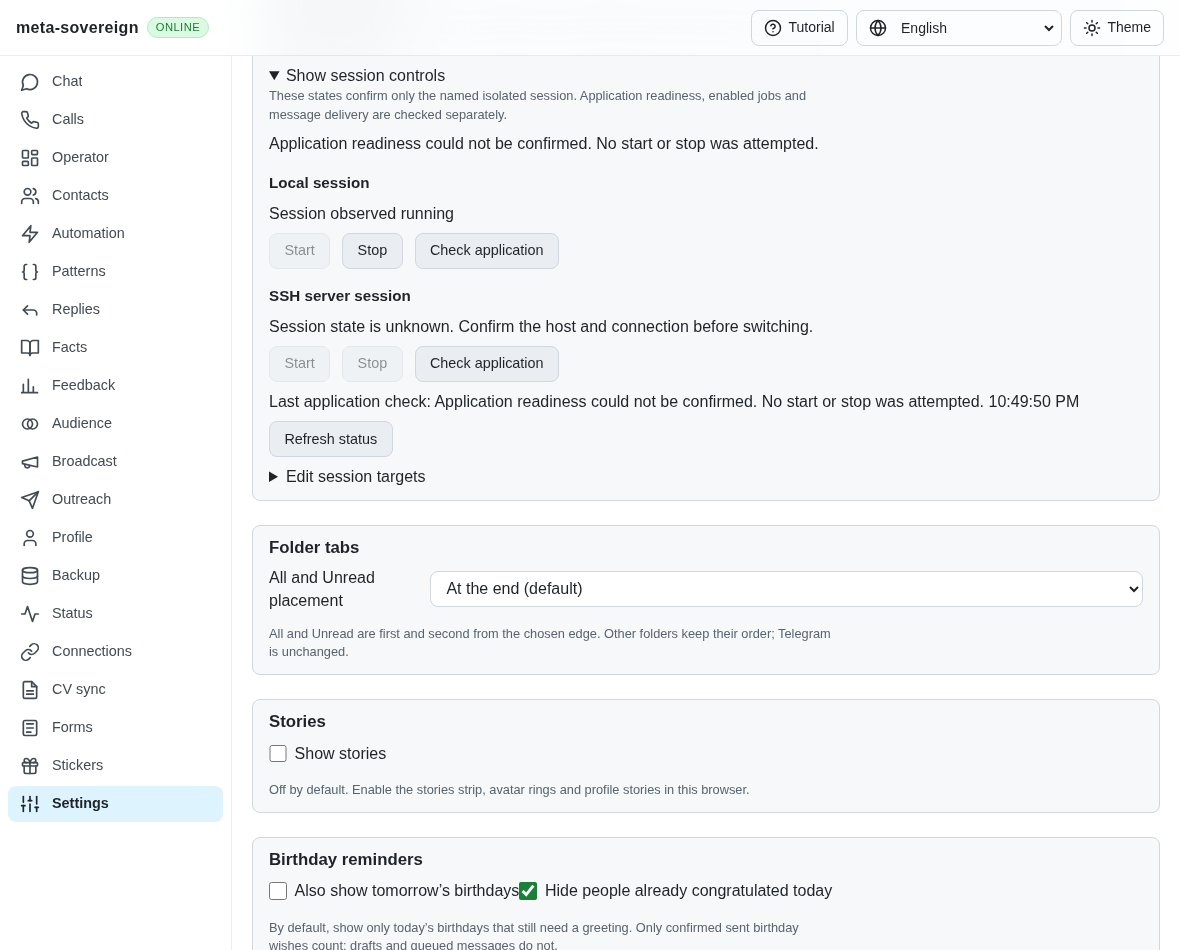 meta-sovereign ONLINE Tutorial English Theme
Chat
Calls
Operator
Contacts
Automation
Patterns
Replies
Facts
Feedback
Audience
Broadcast
Outreach
Profile
Backup
Status
Connections
CV sync
Forms
Stickers
Settings
Show session controls
These states confirm only the named isolated session. Application readiness, enabled jobs and
message delivery are checked separately.
Application readiness could not be confirmed. No start or stop was attempted.
Local session
Session observed running
Start Stop Check application
SSH server session
Session state is unknown. Confirm the host and connection before switching.
Start Stop Check application
Last application check: Application readiness could not be confirmed. No start or stop was attempted. 10:49:50 PM
Refresh status
Edit session targets
Folder tabs
All and Unread
placement
At the end (default)
All and Unread are first and second from the chosen edge. Other folders keep their order; Telegram
is unchanged.
Stories
Show stories
Off by default. Enable the stories strip, avatar rings and profile stories in this browser.
Birthday reminders
Also show tomorrow’s birthdays Hide people already congratulated today
By default, show only today’s birthdays that still need a greeting. Only confirmed sent birthday
wishes count; drafts and queued messages do not.